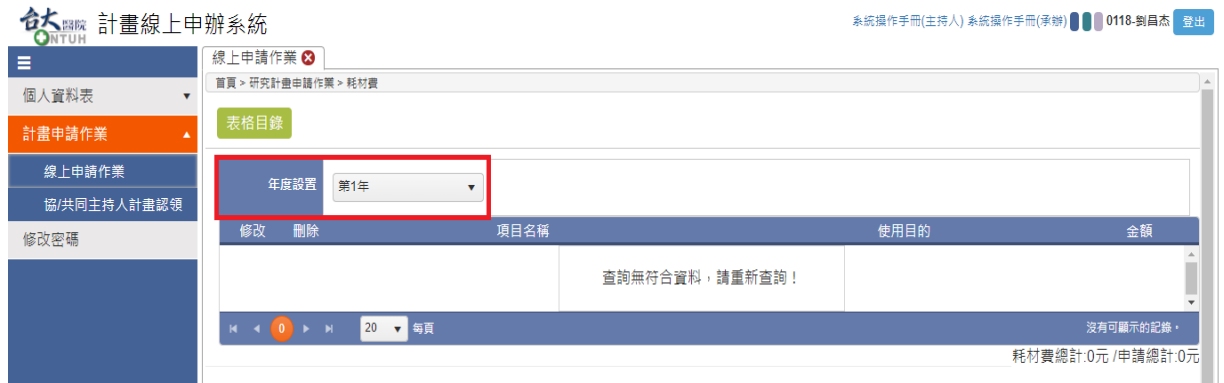 台大醫院 NTUH 計畫線上申辦系統
系統操作手冊(主持人) 系統操作手冊(承辦) 0118-劉昌杰 登出
線上申請作業
首頁 > 研究計畫申請作業 > 耗材費
個人資料表
計畫申請作業
線上申請作業
協/共同主持人計畫認領
修改密碼
表格目錄
年度設置 第1年
修改 刪除 項目名稱 使用目的 金額
查詢無符合資料，請重新查詢！
0 20 每頁 沒有可顯示的記錄。
耗材費總計:0元 /申請總計:0元